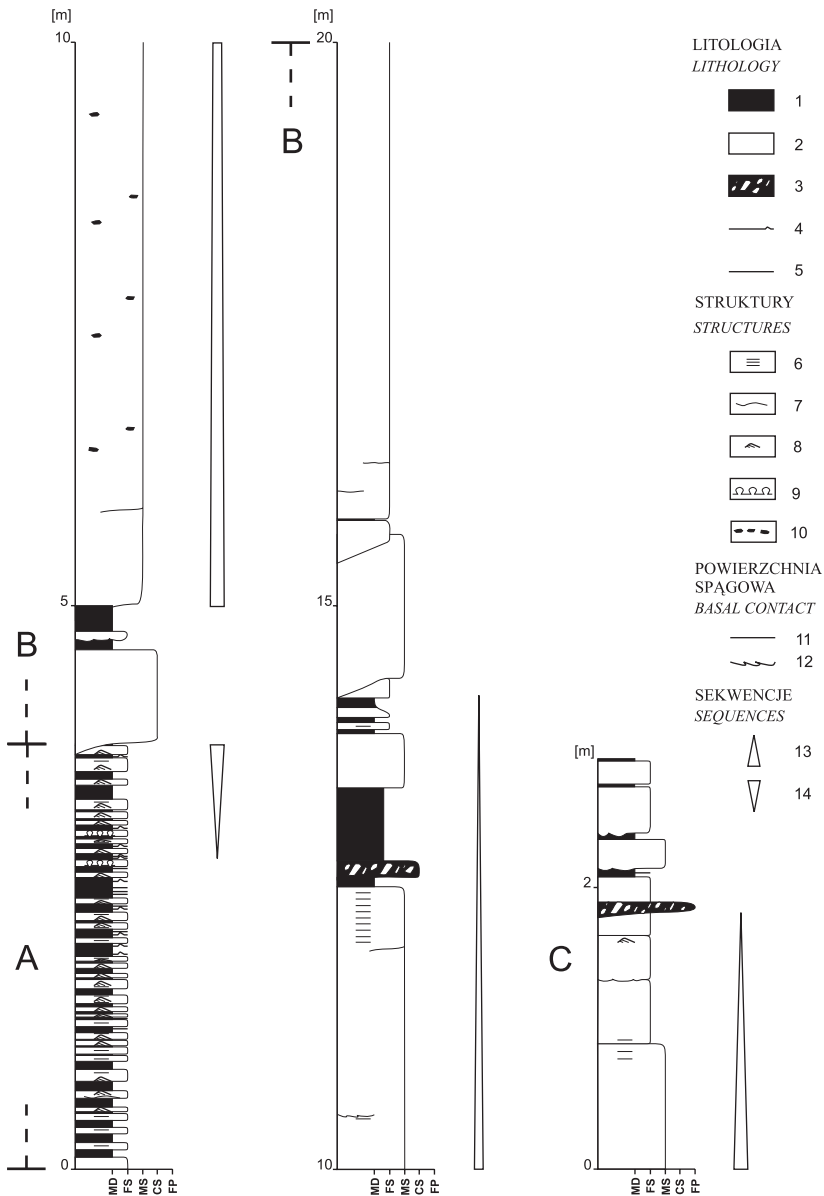 [m]
10
5
0
B
A
MD
FS
MS
CS
FP
[m]
20
15
10
B
MD
FS
MS
CS
FP
[m]
2
0
C
MD
FS
MS
CS
FP
LITOLOGIA
LITHOLOGY
1
2
3
4
5
STRUKTURY
STRUCTURES
6
7
8
9
10
POWIERZCHNIA
SPĄGOWA
BASAL CONTACT
11
12
SEKWENCJE
SEQUENCES
13
14